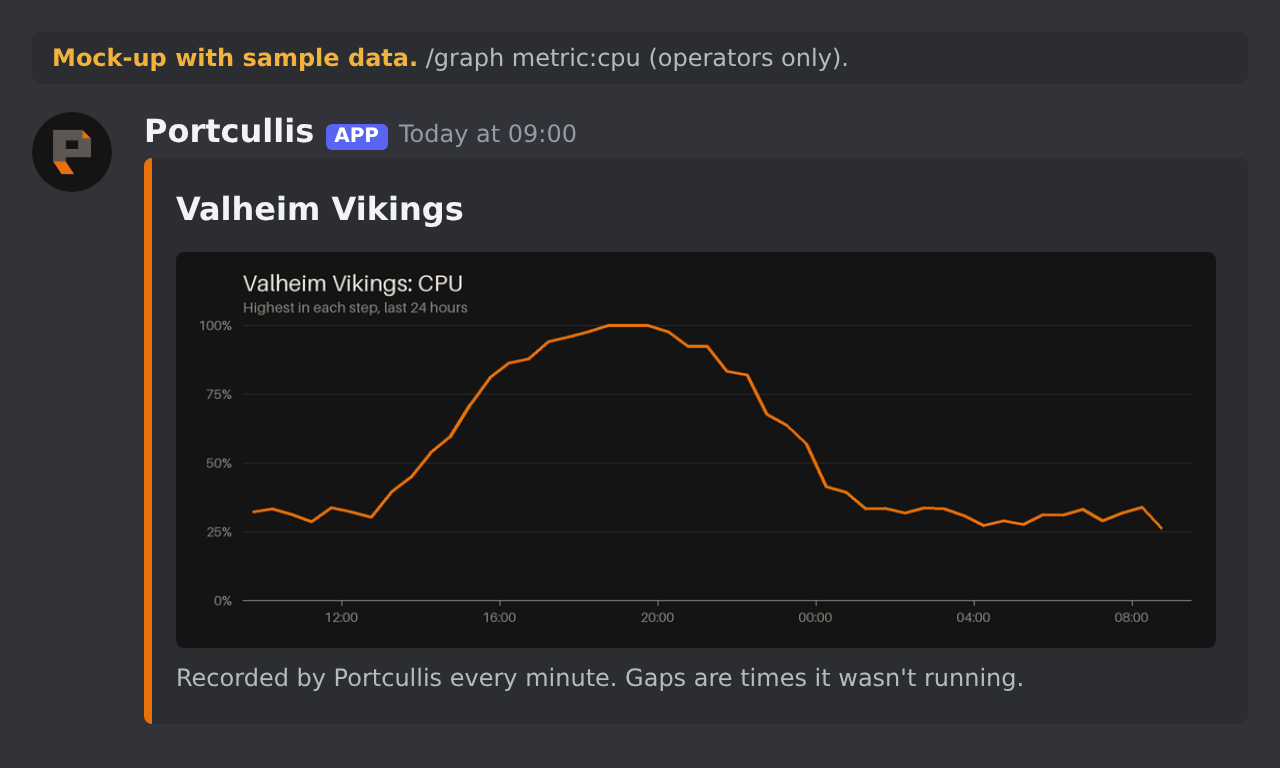 Mock-up with sample data. /graph metric:cpu (operators only).
Portcullis APP Today at 09:00
Valheim Vikings
Valheim Vikings: CPU
Highest in each step, last 24 hours
100%
75%
50%
25%
0%
12:00 16:00 20:00 00:00 04:00 08:00
Recorded by Portcullis every minute. Gaps are times it wasn't running.